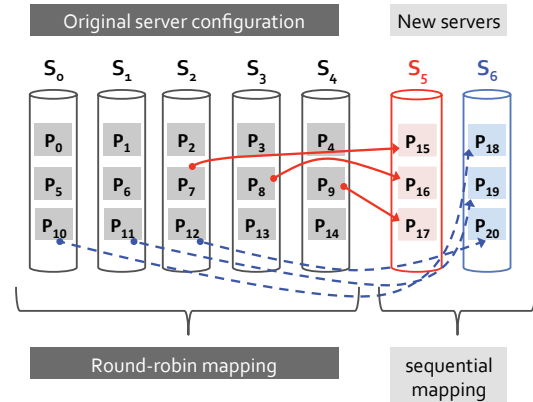 Original server configuration New servers
S₀ S₁ S₂ S₃ S₄ S₅ S₆
P₀ P₁ P₂ P₃ P₄ P₁₅ P₁₈
P₅ P₆ P₇ P₈ P₉ P₁₆ P₁₉
P₁₀ P₁₁ P₁₂ P₁₃ P₁₄ P₁₇ P₂₀
Round-robin mapping sequential
mapping